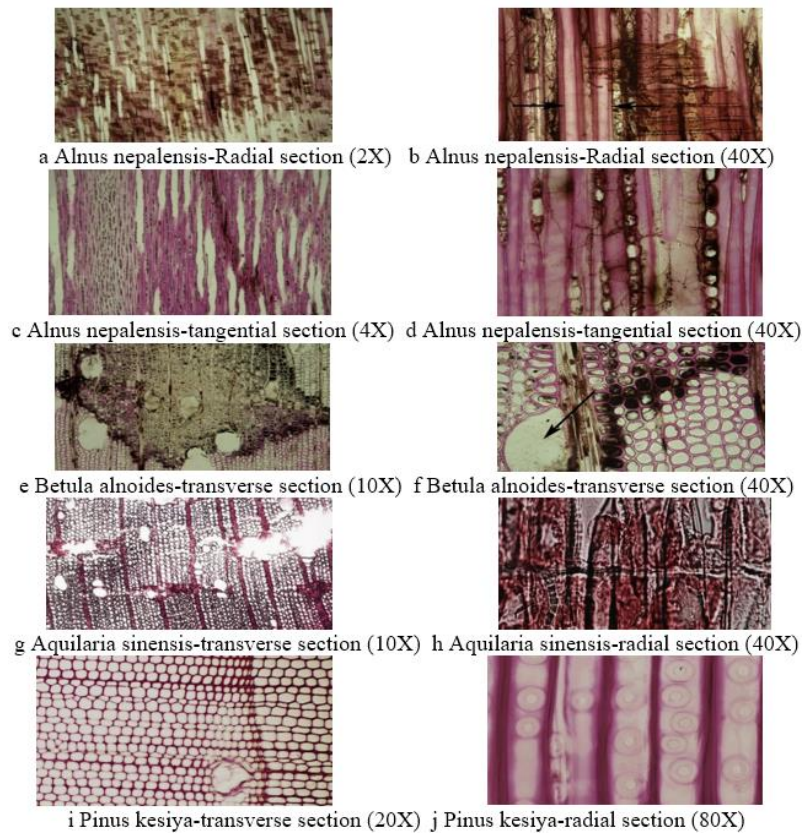 a Alnus nepalensis-Radial section (2X) b Alnus nepalensis-Radial section (40X)
c Alnus nepalensis-tangential section (4X) d Alnus nepalensis-tangential section (40X)
e Betula alnoides-transverse section (10X) f Betula alnoides-transverse section (40X)
g Aquilaria sinensis-transverse section (10X) h Aquilaria sinensis-radial section (40X)
i Pinus kesiya-transverse section (20X) j Pinus kesiya-radial section (80X)